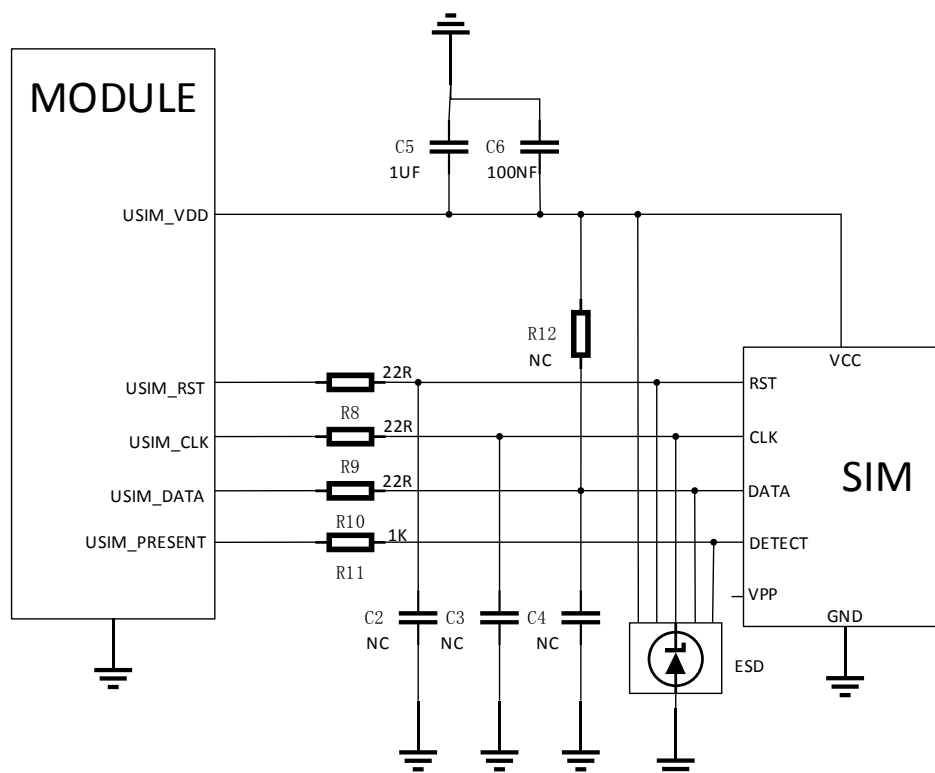 MODULE
C5
C6
1UF
100NF
USIM_VDD
R12
NC
VCC
USIM_RST
22R
RST
R8
USIM_CLK
22R
CLK
R9
SIM
USIM_DATA
22R
DATA
R10
USIM_PRESENT
1K
DETECT
R11
VPP
C2
C3
C4
GND
NC
NC
NC
ESD